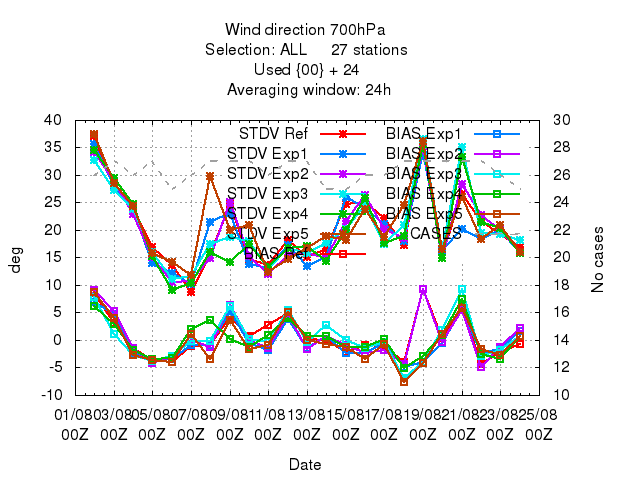 Wind direction 700hPa
Selection: ALL 27 stations
Used {00} + 24
Averaging window: 24h
40 30
35 28
30 26
25 24
20 22
15 20
10 18
5 16
0 14
-5 12
-10 10
deg
No cases
STDV Ref BIAS Exp1
STDV Exp1 BIAS Exp2
STDV Exp2 BIAS Exp3
STDV Exp3 BIAS Exp4
STDV Exp4 BIAS Exp5
STDV Exp5 CASES
BIAS Ref
01/08 03/08 05/08 07/08 09/08 11/08 13/08 15/08 17/08 19/08 21/08 23/08 25/08
00Z 00Z 00Z 00Z 00Z 00Z 00Z 00Z 00Z 00Z 00Z 00Z 00Z
Date